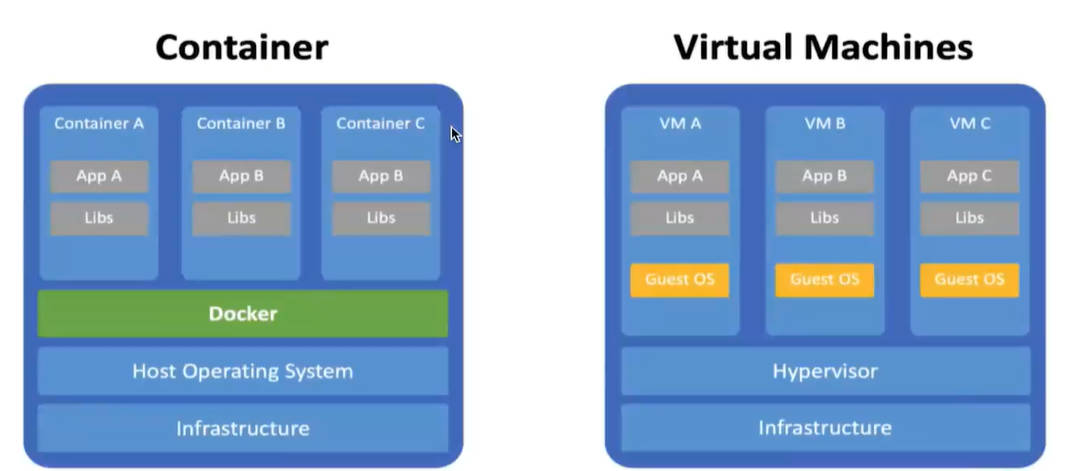 Container
Container A
App A
Libs
Container B
App B
Libs
Container C
App B
Libs
Docker
Host Operating System
Infrastructure
Virtual Machines
VM A
App A
Libs
Guest OS
VM B
App B
Libs
Guest OS
VM C
App C
Libs
Guest OS
Hypervisor
Infrastructure